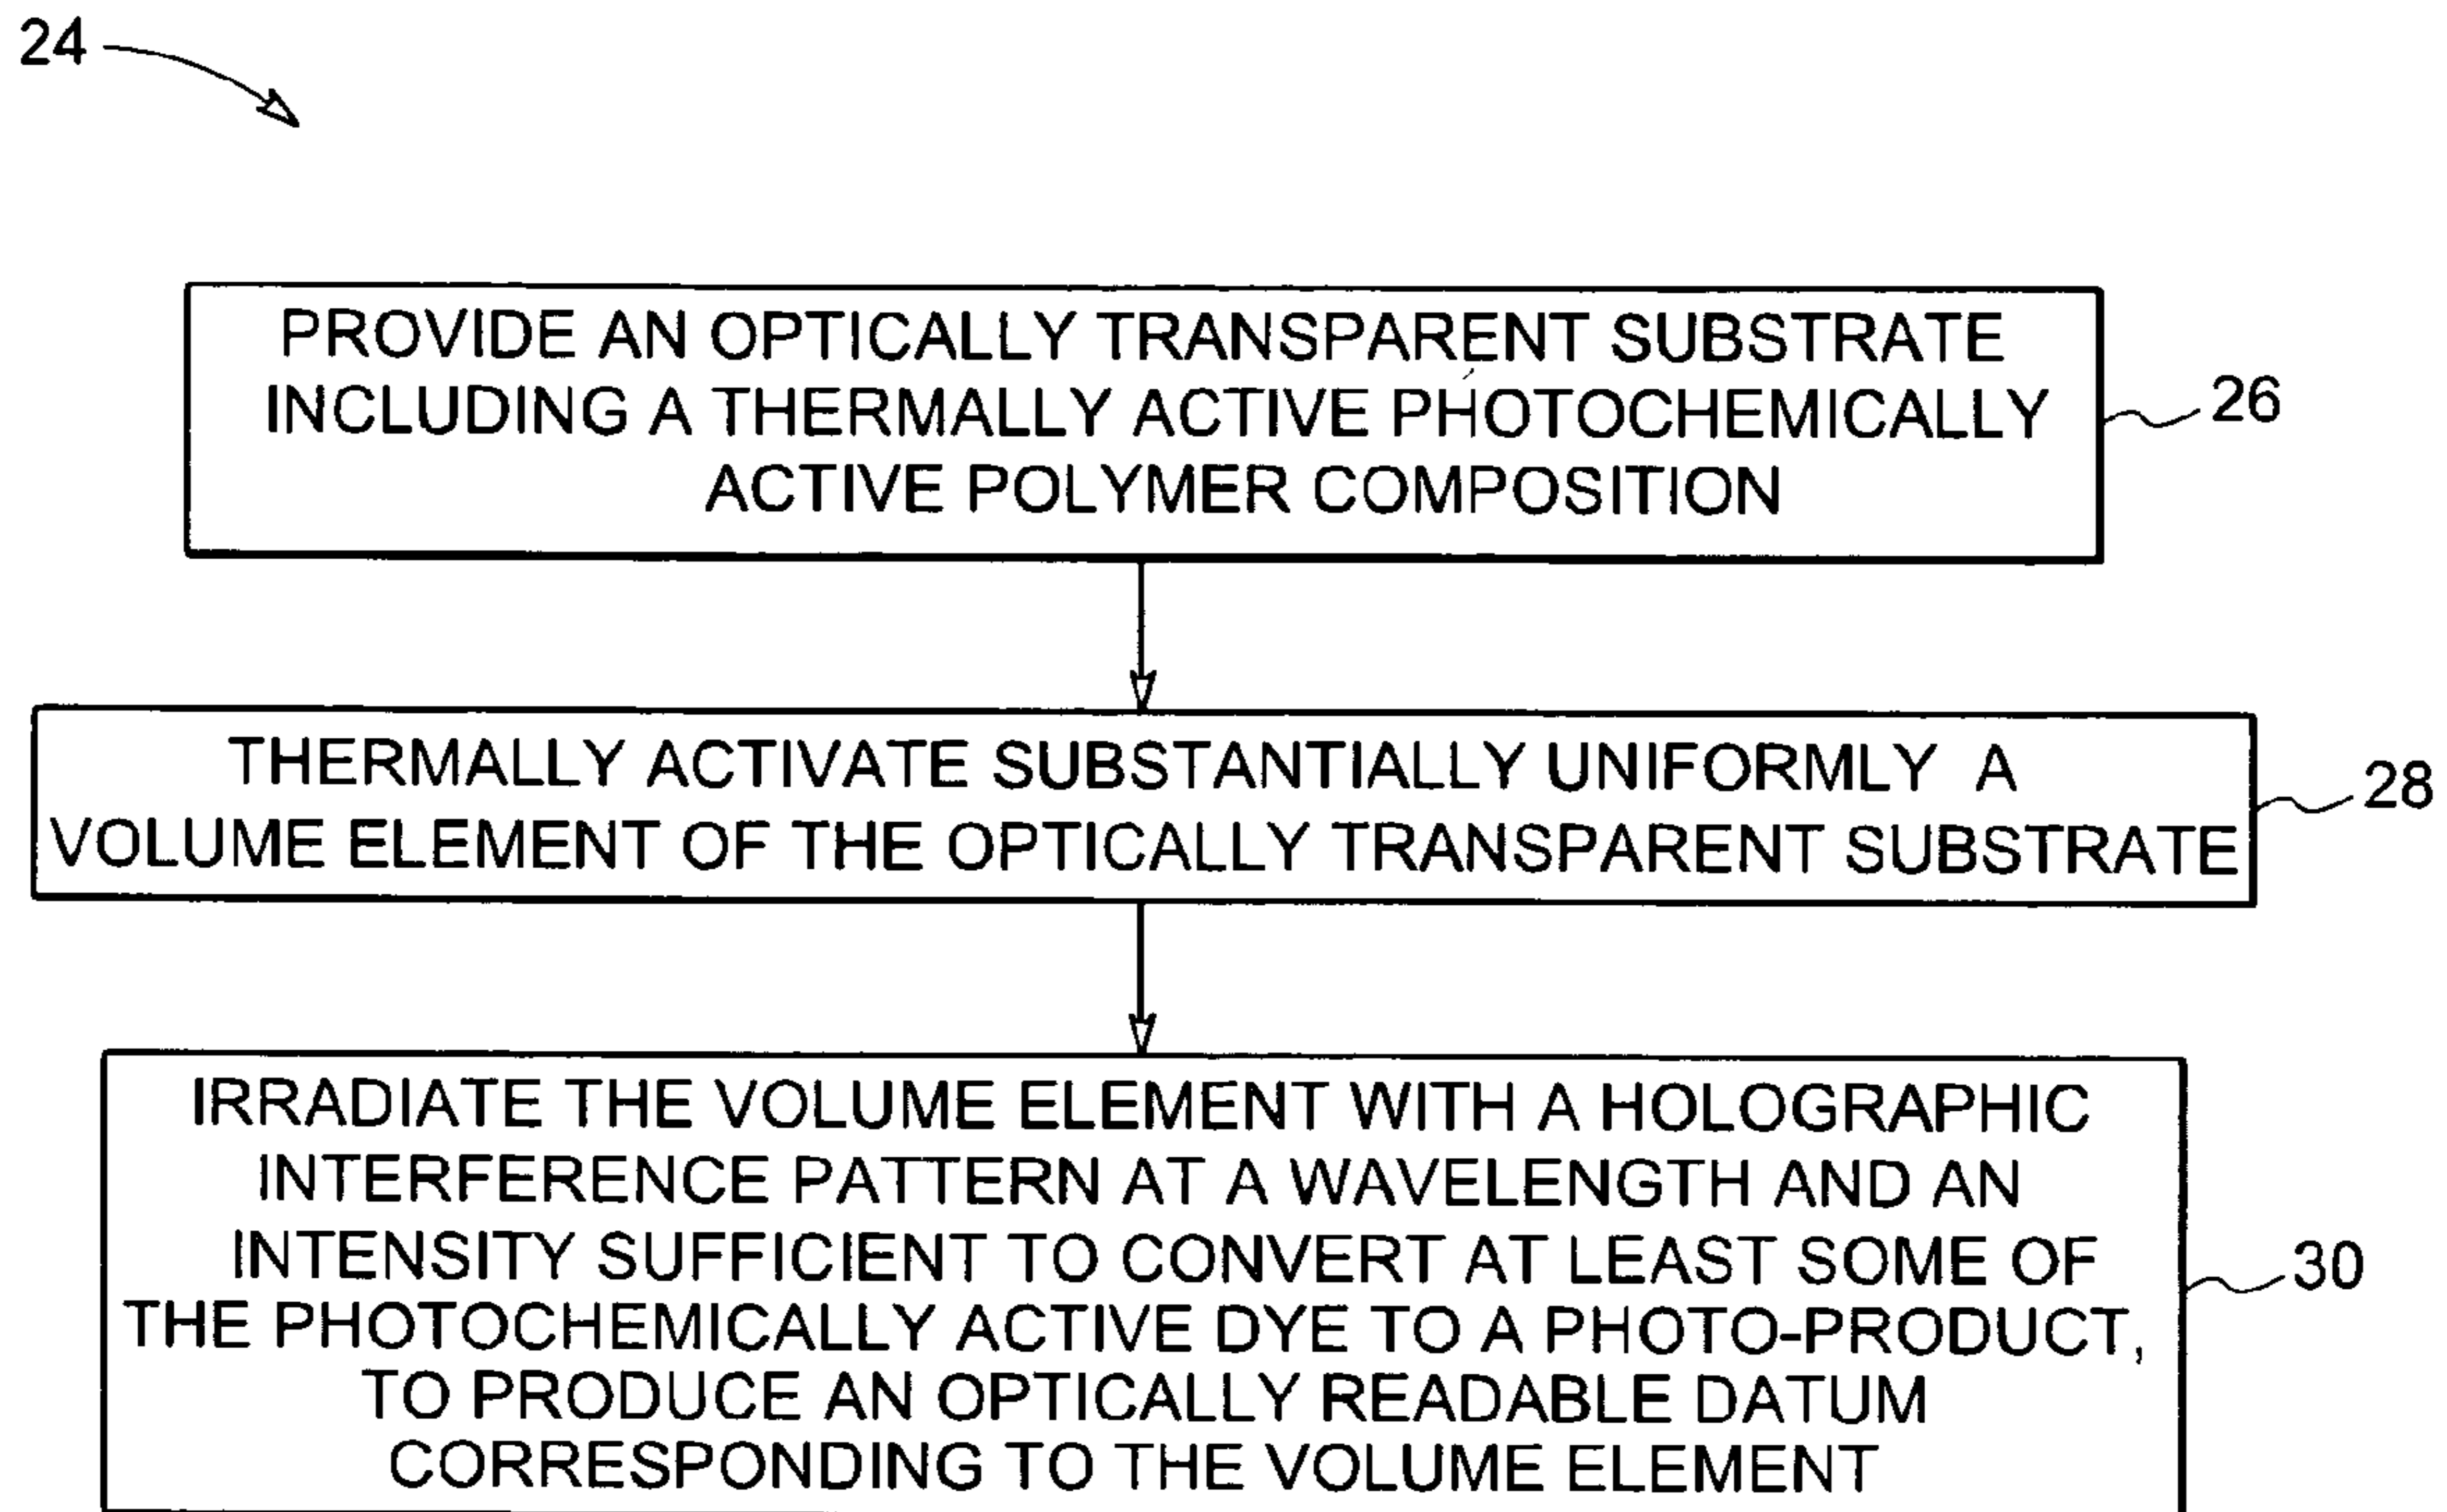 24
PROVIDE AN OPTICALLY TRANSPARENT SUBSTRATE
INCLUDING A THERMALLY ACTIVE PHOTOCHEMICALLY
ACTIVE POLYMER COMPOSITION
26
THERMALLY ACTIVATE SUBSTANTIALLY UNIFORMLY A
VOLUME ELEMENT OF THE OPTICALLY TRANSPARENT SUBSTRATE
28
IRRADIATE THE VOLUME ELEMENT WITH A HOLOGRAPHIC
INTERFERENCE PATTERN AT A WAVELENGTH AND AN
INTENSITY SUFFICIENT TO CONVERT AT LEAST SOME OF
THE PHOTOCHEMICALLY ACTIVE DYE TO A PHOTO-PRODUCT,
TO PRODUCE AN OPTICALLY READABLE DATUM
CORRESPONDING TO THE VOLUME ELEMENT
30